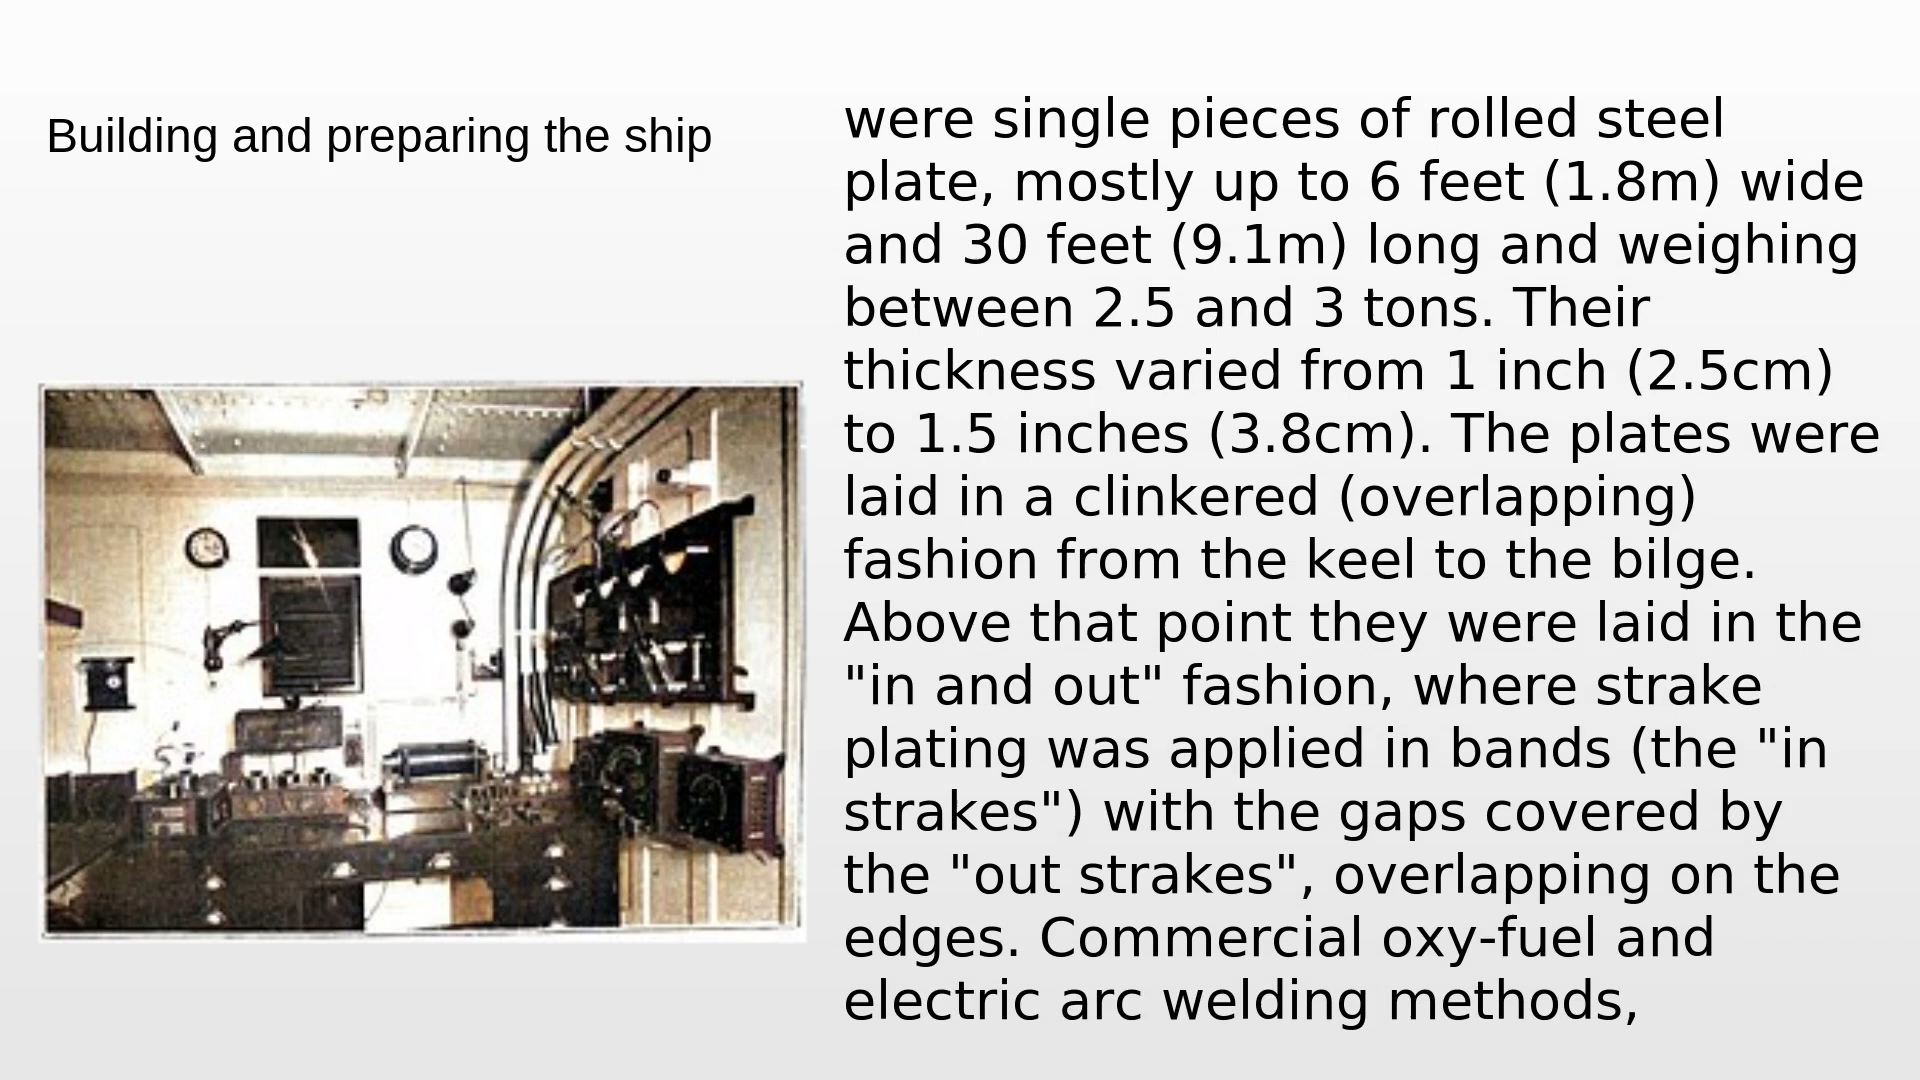 Building and preparing the ship
were single pieces of rolled steel
plate, mostly up to 6 feet (1.8m) wide
and 30 feet (9.1m) long and weighing
between 2.5 and 3 tons. Their
thickness varied from 1 inch (2.5cm)
to 1.5 inches (3.8cm). The plates were
laid in a clinkered (overlapping)
fashion from the keel to the bilge.
Above that point they were laid in the
"in and out" fashion, where strake
plating was applied in bands (the "in
strakes") with the gaps covered by
the "out strakes", overlapping on the
edges. Commercial oxy-fuel and
electric arc welding methods,